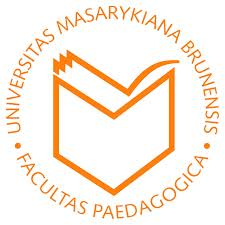 UNIVERSITAS MASARYKIANA BRUNENSIS
• FACULTAS PAEDAGOGICA •